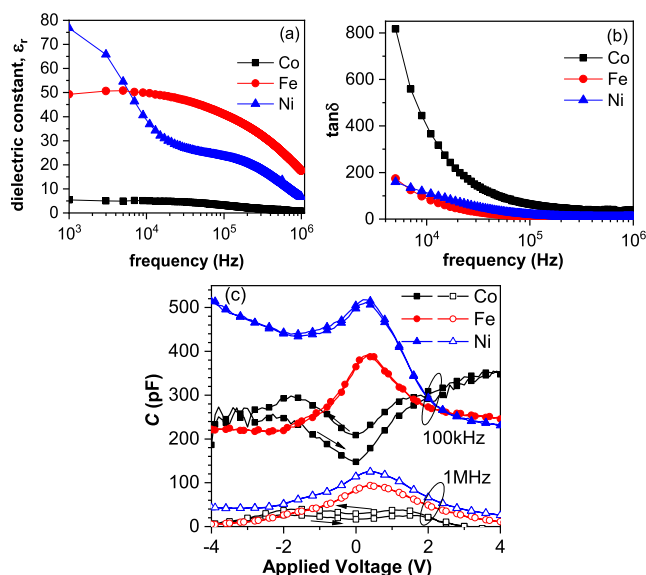 (a)
Co
Fe
Ni
dielectric constant, εr
80
70
60
50
40
30
20
10
0
10³ 10⁴ 10⁵ 10⁶
frequency (Hz)
(b)
Co
Fe
Ni
tanδ
800
600
400
200
0
10⁴ 10⁵ 10⁶
frequency (Hz)
(c)
Co
Fe
Ni
C (pF)
500
400
300
200
100
0
100kHz
1MHz
-4 -2 0 2 4
Applied Voltage (V)